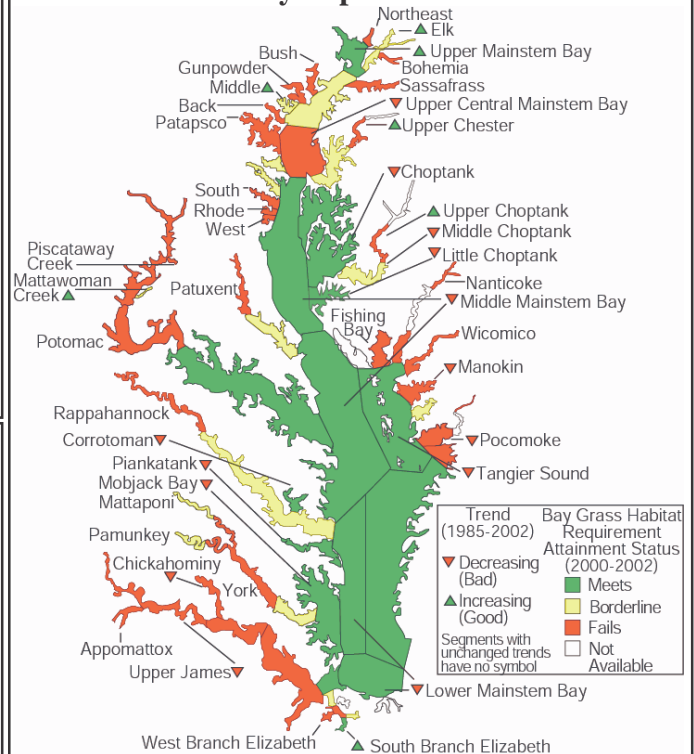 Northeast
Elk
Upper Mainstem Bay
Bush
Bohemia
Gunpowder
Sassafrass
Middle
Upper Central Mainstem Bay
Back
Patapsco
Upper Chester
Choptank
South
Upper Choptank
Rhode
Middle Choptank
West
Little Choptank
Piscataway
Creek
Mattawoman
Creek
Nanticoke
Patuxent
Middle Mainstem Bay
Fishing
Bay
Wicomico
Potomac
Manokin
Rappahannock
Corrotoman
Pocomoke
Piankatank
Tangier Sound
Mobjack Bay
Mattaponi
Pamunkey
Chickahominy
York
Appomattox
Upper James
Lower Mainstem Bay
West Branch Elizabeth
South Branch Elizabeth
Trend
(1985-2002)
Decreasing
(Bad)
Increasing
(Good)
Segments with
unchanged trends
have no symbol
Bay Grass Habitat
Requirement
Attainment Status
(2000-2002)
Meets
Borderline
Fails
Not
Available